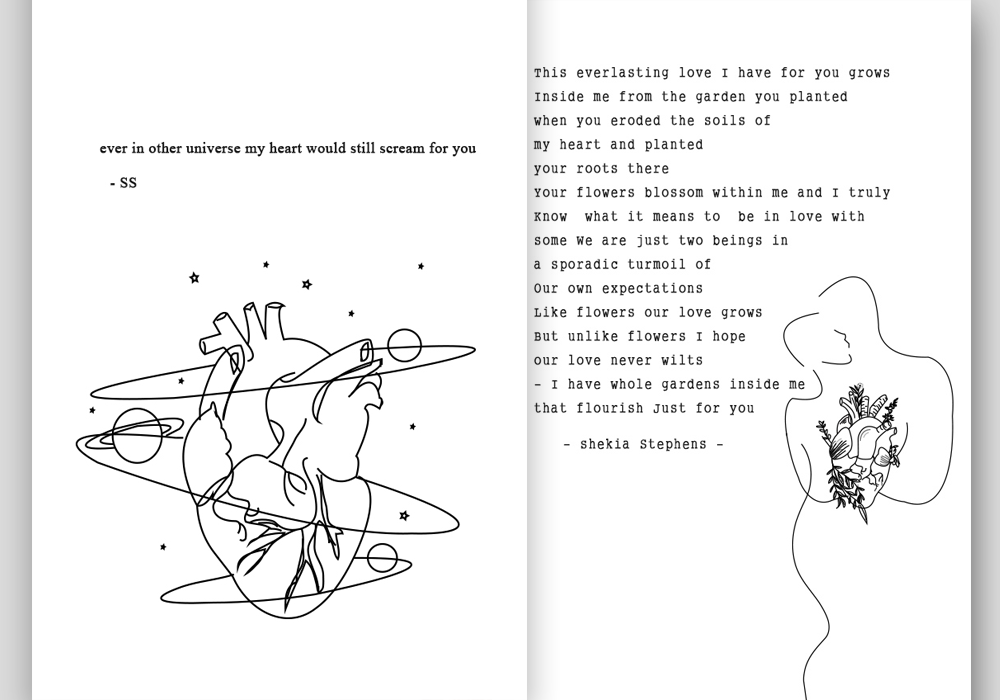 ever in other universe my heart would still scream for you
- SS
This everlasting love I have for you grows
Inside me from the garden you planted
when you eroded the soils of
my heart and planted
your roots there
Your flowers blossom within me and I truly
Know what it means to be in love with
some We are just two beings in
a sporadic turmoil of
Our own expectations
Like flowers our love grows
But unlike flowers I hope
our love never wilts
- I have whole gardens inside me
that flourish Just for you
- shekia Stephens -